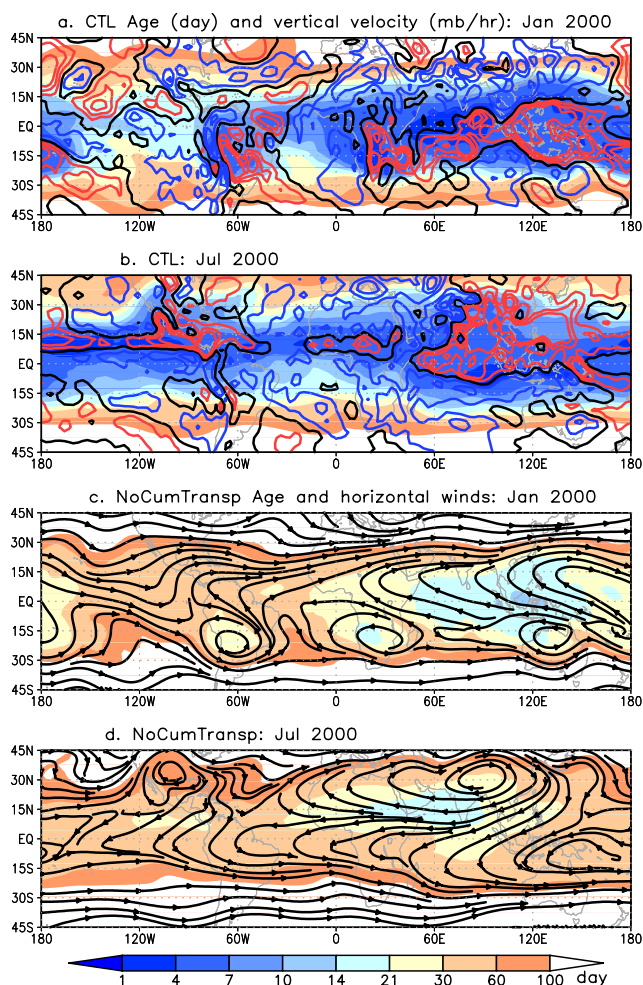 a. CTL Age (day) and vertical velocity (mb/hr): Jan 2000
45N
30N
15N
EQ
15S
30S
45S
180 120W 60W 0 60E 120E 180
b. CTL: Jul 2000
45N
30N
15N
EQ
15S
30S
45S
180 120W 60W 0 60E 120E 180
c. NoCumTransp Age and horizontal winds: Jan 2000
45N
30N
15N
EQ
15S
30S
45S
180 120W 60W 0 60E 120E 180
d. NoCumTransp: Jul 2000
45N
30N
15N
EQ
15S
30S
45S
180 120W 60W 0 60E 120E 180
1 4 7 10 14 21 30 60 100 day